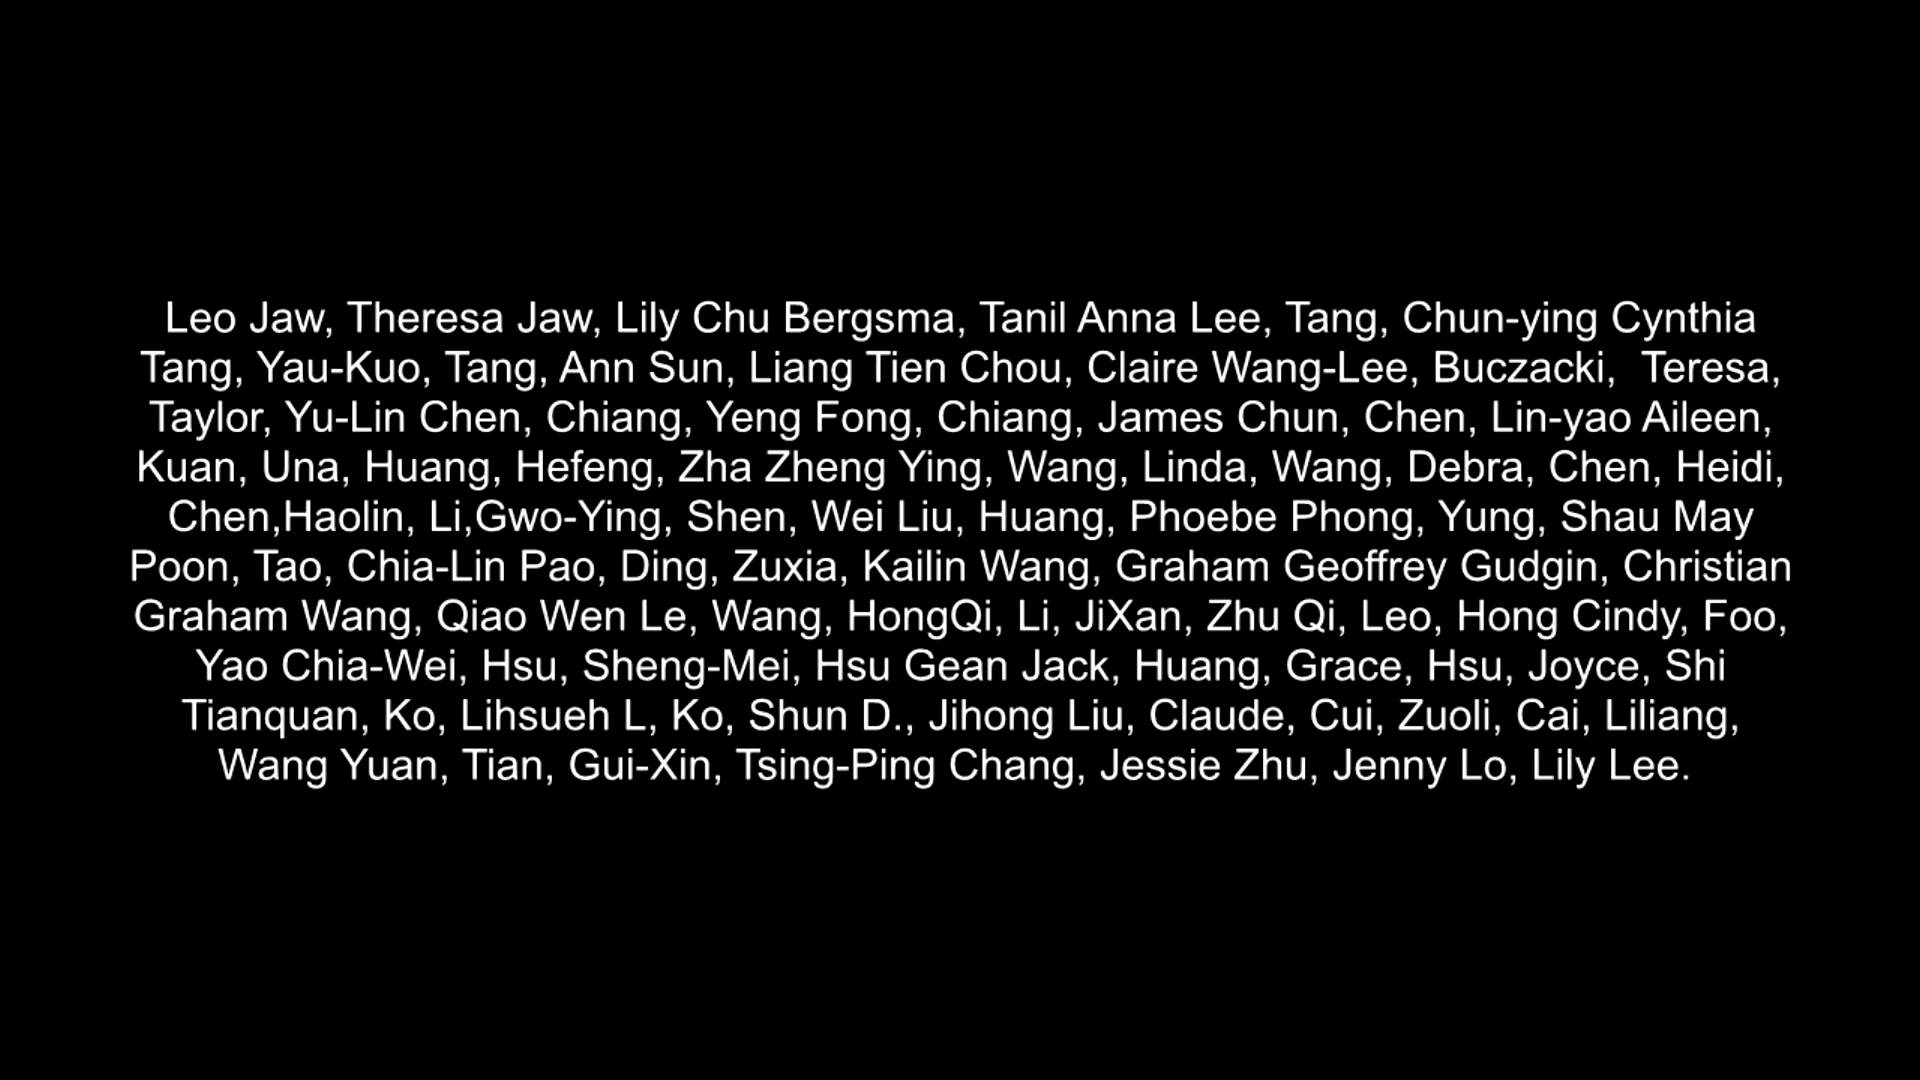 Leo Jaw, Theresa Jaw, Lily Chu Bergsma, Tanil Anna Lee, Tang, Chun-ying Cynthia
Tang, Yau-Kuo, Tang, Ann Sun, Liang Tien Chou, Claire Wang-Lee, Buczacki,  Teresa,
Taylor, Yu-Lin Chen, Chiang, Yeng Fong, Chiang, James Chun, Chen, Lin-yao Aileen,
Kuan, Una, Huang, Hefeng, Zha Zheng Ying, Wang, Linda, Wang, Debra, Chen, Heidi,
Chen,Haolin, Li,Gwo-Ying, Shen, Wei Liu, Huang, Phoebe Phong, Yung, Shau May
Poon, Tao, Chia-Lin Pao, Ding, Zuxia, Kailin Wang, Graham Geoffrey Gudgin, Christian
Graham Wang, Qiao Wen Le, Wang, HongQi, Li, JiXan, Zhu Qi, Leo, Hong Cindy, Foo,
Yao Chia-Wei, Hsu, Sheng-Mei, Hsu Gean Jack, Huang, Grace, Hsu, Joyce, Shi
Tianquan, Ko, Lihsueh L, Ko, Shun D., Jihong Liu, Claude, Cui, Zuoli, Cai, Liliang,
Wang Yuan, Tian, Gui-Xin, Tsing-Ping Chang, Jessie Zhu, Jenny Lo, Lily Lee.